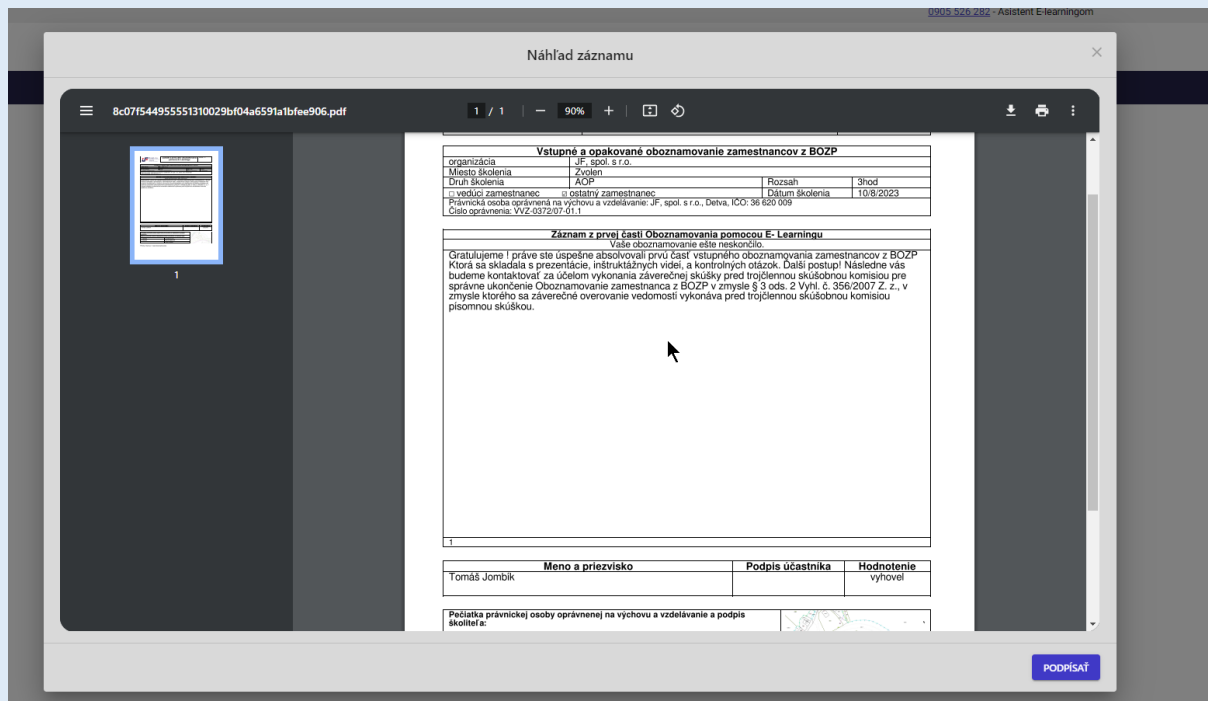 0905 526 282 - Asistent E-learningom
Náhľad záznamu
8c07f544955551310029bf04a6591a1bfee906.pdf
1 / 1
90%
1
Vstupné a opakované oboznamovanie zamestnancov z BOZP
organizácia JF, spol. s r.o.
Miesto školenia Zvolen
Druh školenia AOP Rozsah 3hod
□ vedúci zamestnanec ☑ ostatný zamestnanec Dátum školenia 10/8/2023
Právnická osoba oprávnená na výchovu a vzdelávanie: JF, spol. s r.o., Detva, IČO: 36 620 009
Číslo oprávnenia: VVZ-0372/07-01.1
Záznam z prvej časti Oboznamovania pomocou E- Learningu
Vaše oboznamovanie ešte neskončilo.
Gratulujeme ! práve ste úspešne absolvovali prvú časť vstupného oboznamovania zamestnancov z BOZP
Ktorá sa skladala s prezentácie, inštruktážnych videí, a kontrolných otázok. Ďalší postup! Následne vás
budeme kontaktovať za účelom vykonania záverečnej skúšky pred trojčlennou skúšobnou komisiou pre
správne ukončenie Oboznamovanie zamestnanca z BOZP v zmysle § 3 ods. 2 Vyhl. č. 356/2007 Z. z., v
zmysle ktorého sa záverečné overovanie vedomosti vykonáva pred trojčlennou skúšobnou komisiou
písomnou skúškou.
1
Meno a priezvisko Podpis účastníka Hodnotenie
Tomáš Jombík vyhovel
Pečiatka právnickej osoby oprávnenej na výchovu a vzdelávanie a podpis
školiteľa:
PODPÍSAŤ